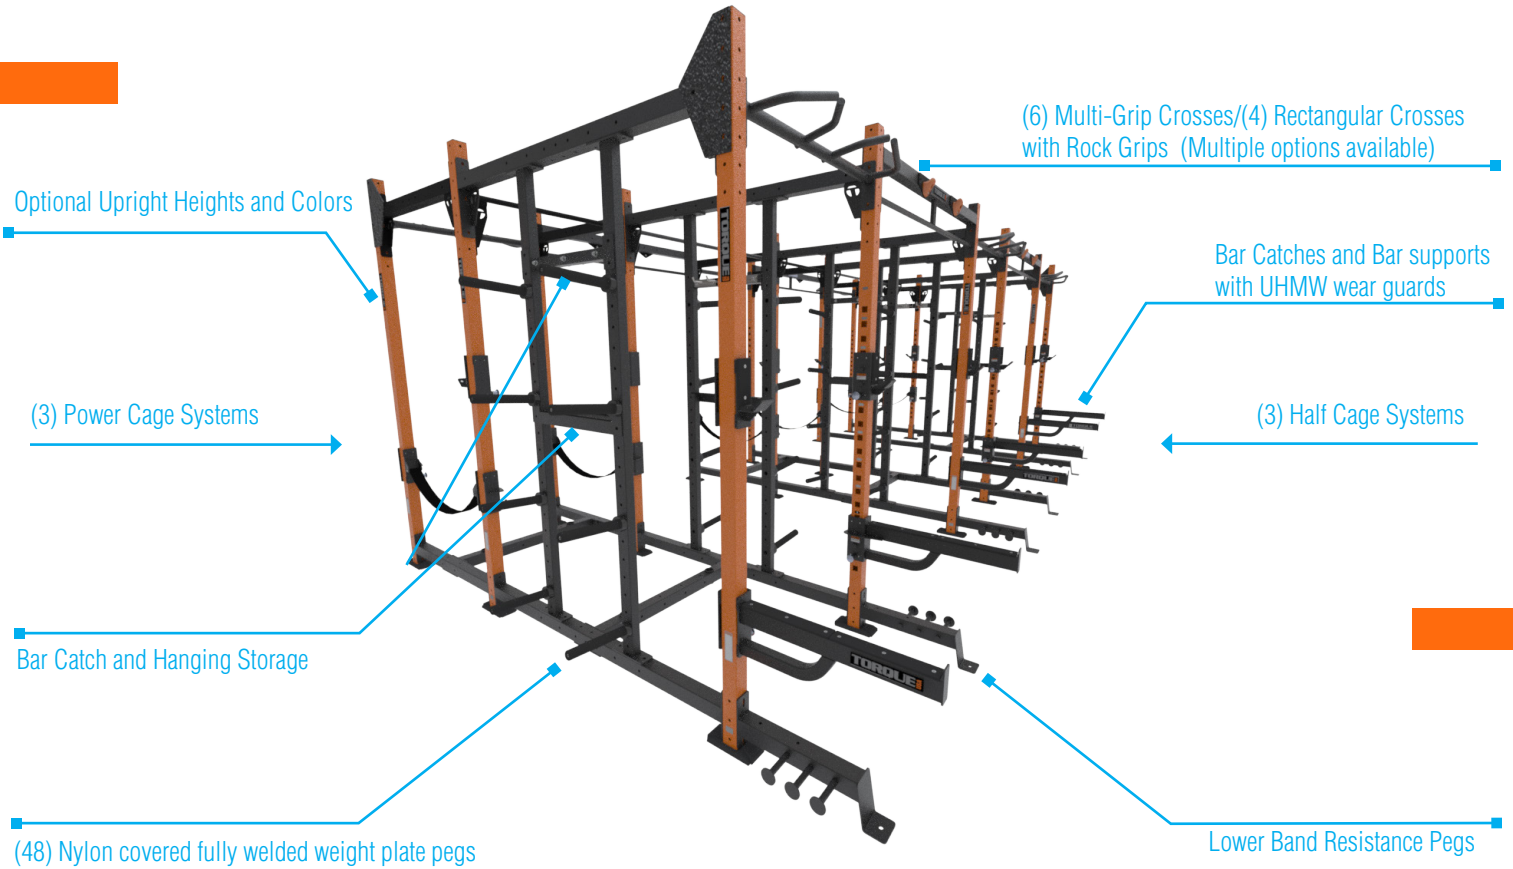 (6) Multi-Grip Crosses/(4) Rectangular Crosses
with Rock Grips (Multiple options available)
Optional Upright Heights and Colors
Bar Catches and Bar supports
with UHMW wear guards
(3) Power Cage Systems
(3) Half Cage Systems
Bar Catch and Hanging Storage
(48) Nylon covered fully welded weight plate pegs
Lower Band Resistance Pegs
TORQUE
TORQUE
TORQUE